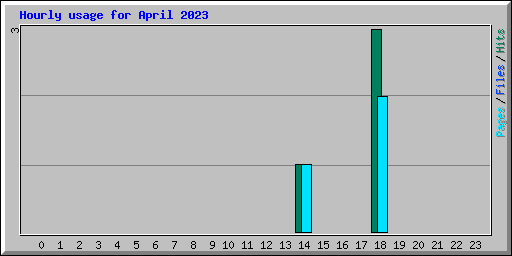 Hourly usage for April 2023
3
Pages/Files/Hits
0 1 2 3 4 5 6 7 8 9 10 11 12 13 14 15 16 17 18 19 20 21 22 23